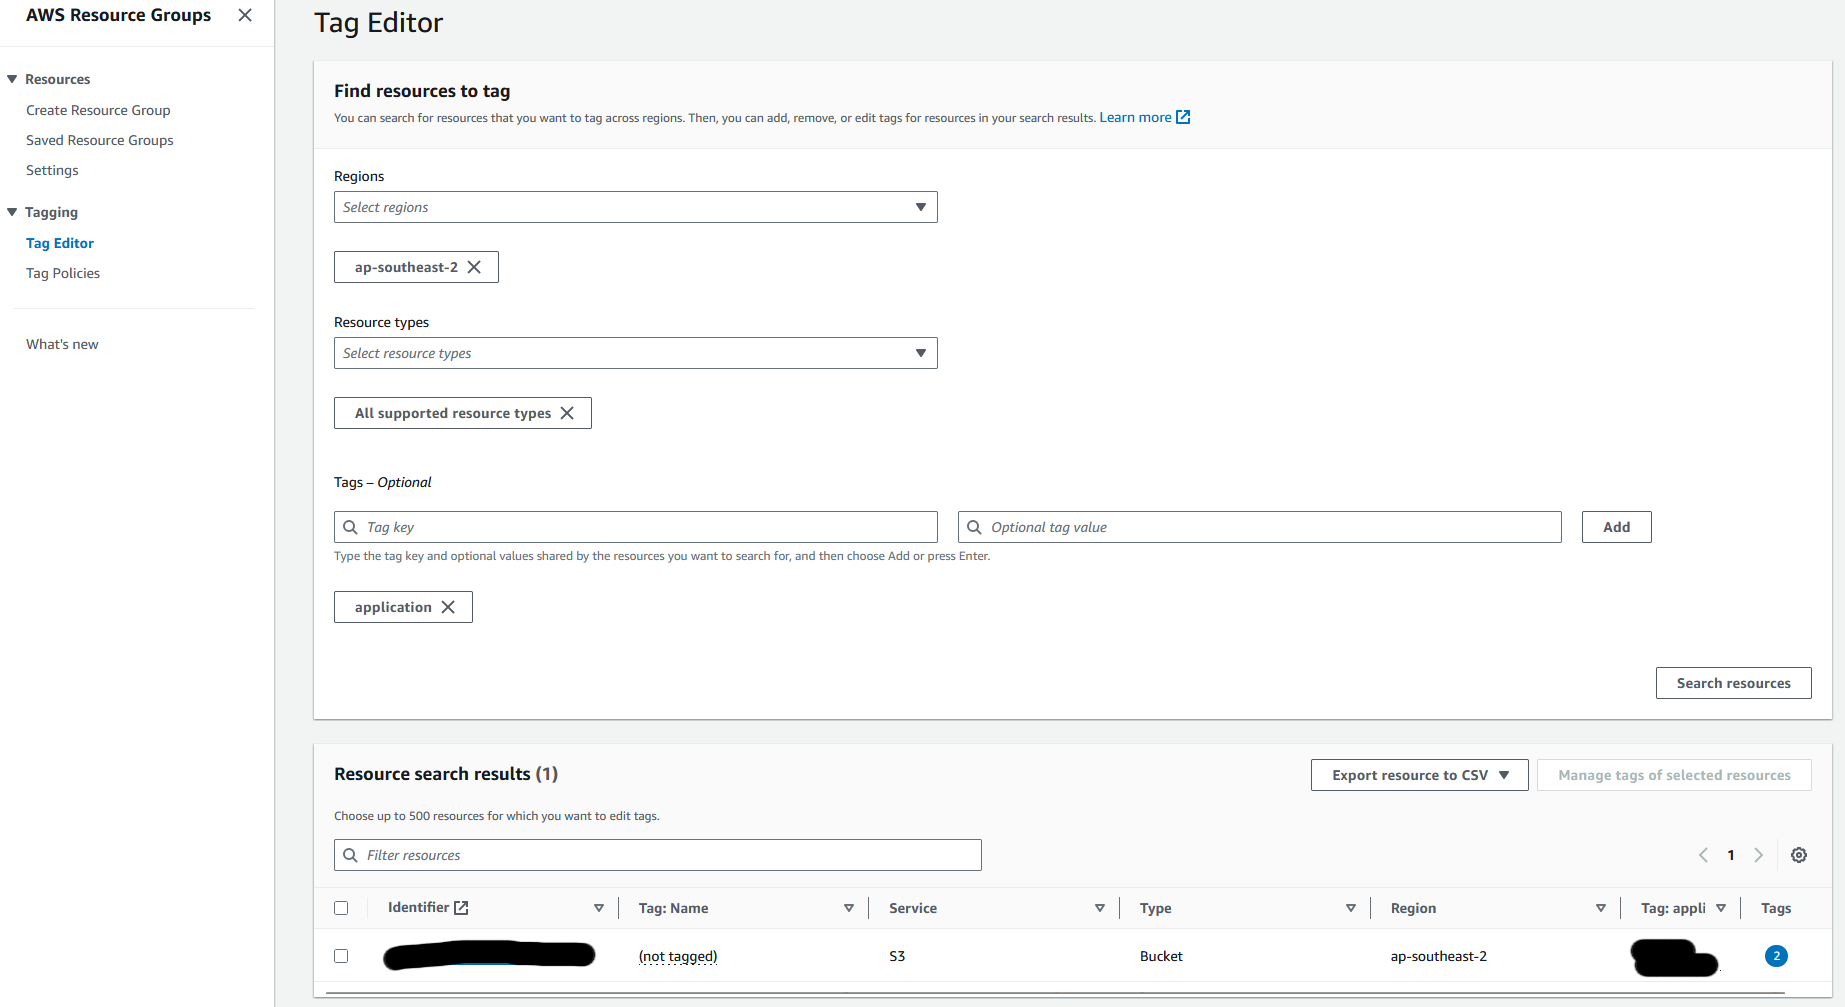 AWS Resource Groups
Resources
Create Resource Group
Saved Resource Groups
Settings
Tagging
Tag Editor
Tag Policies
What's new
Tag Editor
Find resources to tag
You can search for resources that you want to tag across regions. Then, you can add, remove, or edit tags for resources in your search results. Learn more
Regions
Select regions
ap-southeast-2
Resource types
Select resource types
All supported resource types
Tags – Optional
Tag key
Optional tag value
Add
Type the tag key and optional values shared by the resources you want to search for, and then choose Add or press Enter.
application
Search resources
Resource search results (1)
Export resource to CSV
Manage tags of selected resources
Choose up to 500 resources for which you want to edit tags.
Filter resources
1
Identifier Tag: Name Service Type Region Tag: appli Tags
(not tagged) S3 Bucket ap-southeast-2 2